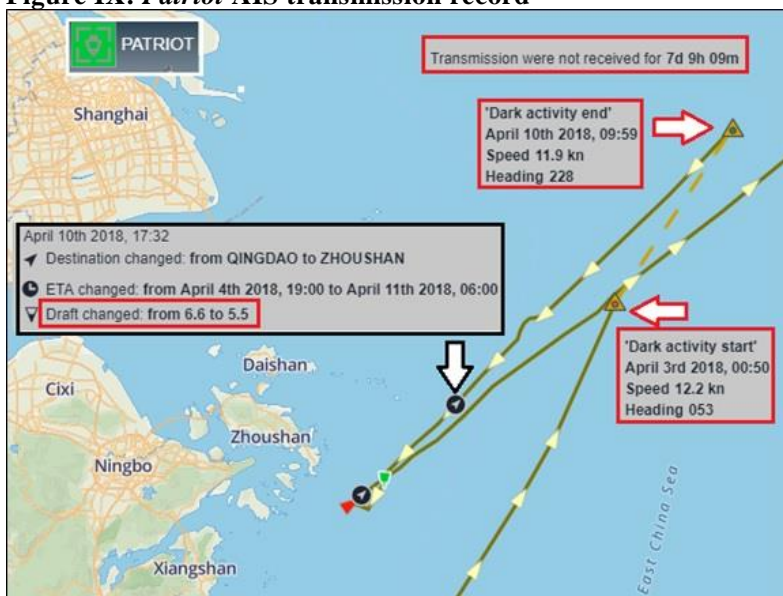 Figure IX: Patriot AIS transmission record
PATRIOT
Transmission were not received for 7d 9h 09m
Shanghai
'Dark activity end'
April 10th 2018, 09:59
Speed 11.9 kn
Heading 228
April 10th 2018, 17:32
Destination changed: from QINGDAO to ZHOUSHAN
ETA changed: from April 4th 2018, 19:00 to April 11th 2018, 06:00
Draft changed: from 6.6 to 5.5
'Dark activity start'
April 3rd 2018, 00:50
Speed 12.2 kn
Heading 053
Daishan
Cixi
Zhoushan
Ningbo
Xiangshan
East China Sea